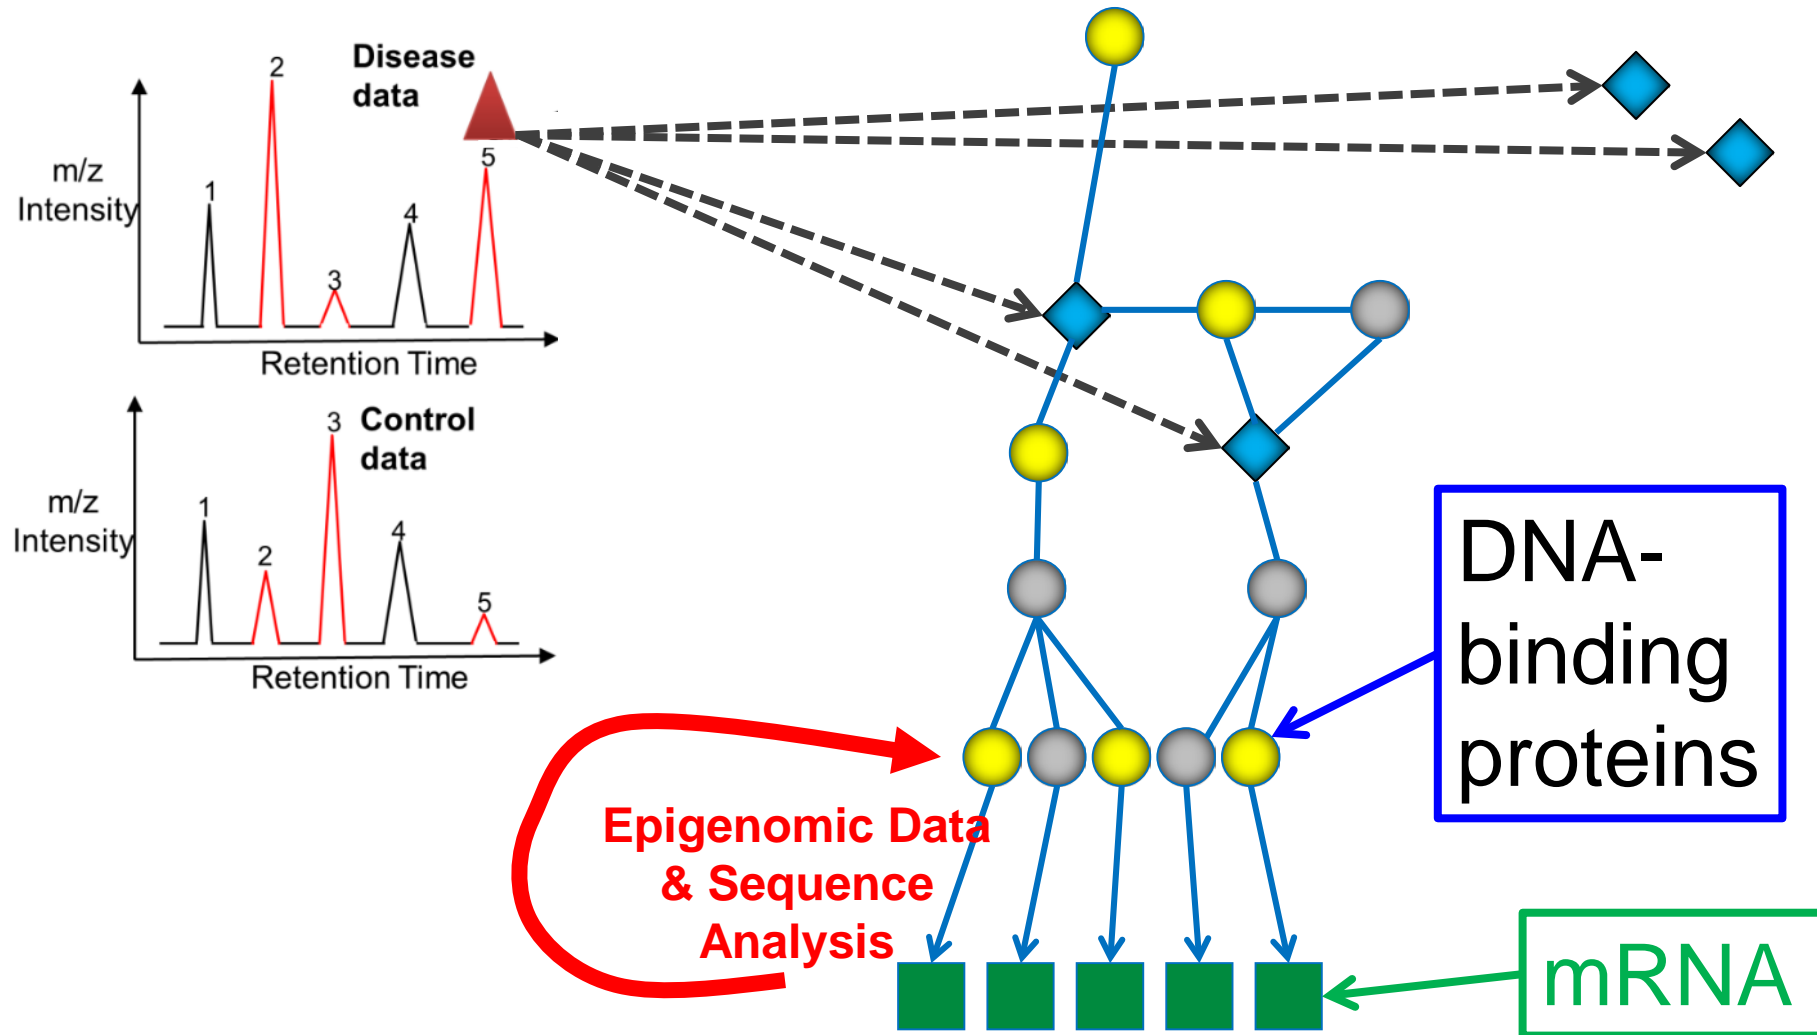 Disease
data
m/z
Intensity
1
2
3
4
5
Retention Time
Control
data
m/z
Intensity
1
2
3
4
5
Retention Time
DNA-
binding
proteins
Epigenomic Data
& Sequence
Analysis
mRNA